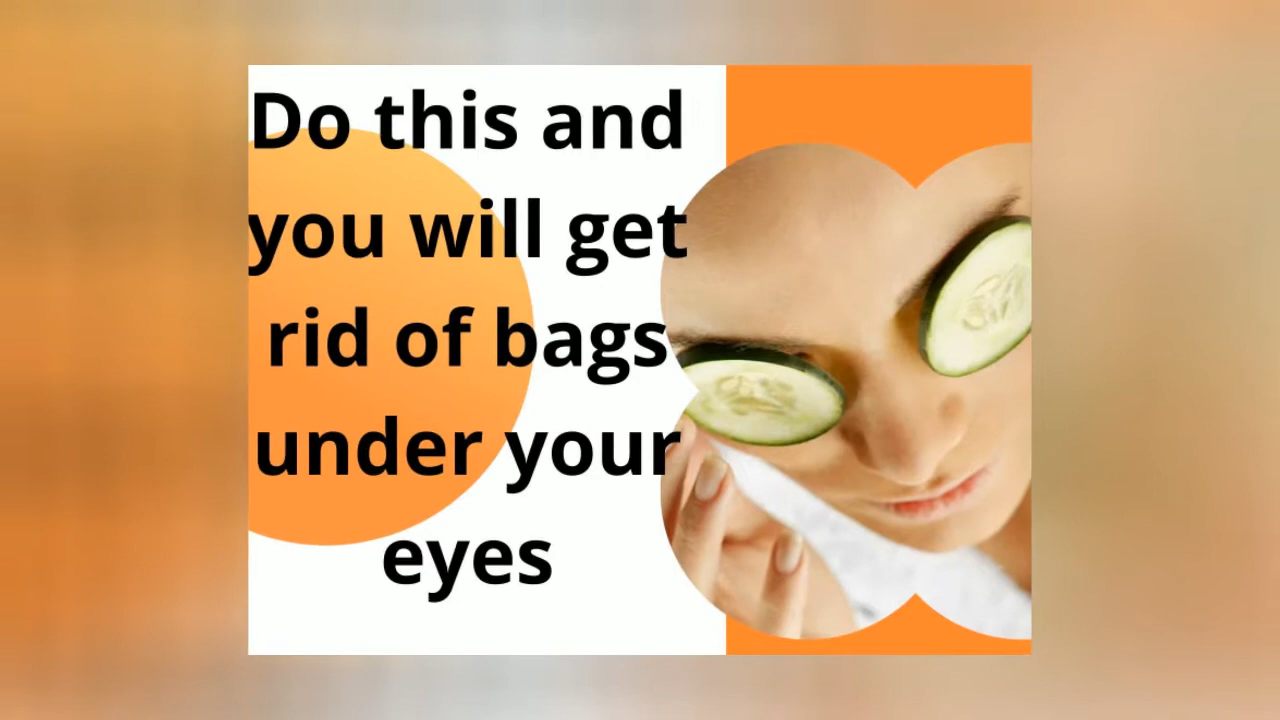 Do this and
you will get
rid of bags
under your
eyes